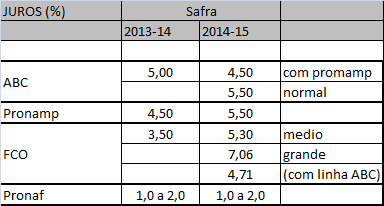 JUROS (%) Safra
2013-14 2014-15
ABC 5,00 4,50 com promamp
5,50 normal
Pronamp 4,50 5,50
FCO 3,50 5,30 medio
7,06 grande
4,71 (com linha ABC)
Pronaf 1,0 a 2,0 1,0 a 2,0